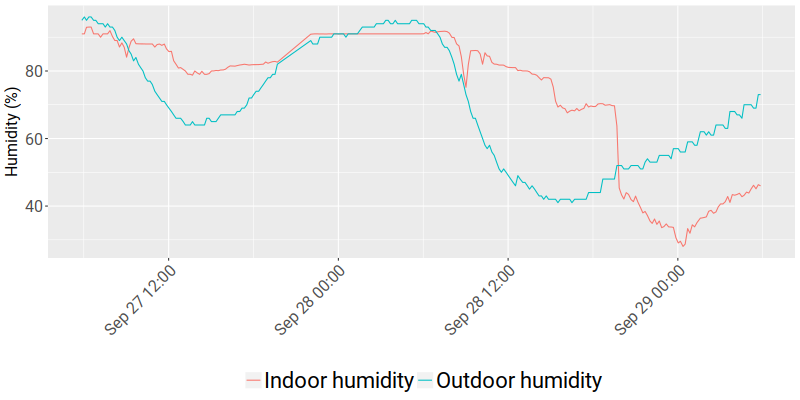 Humidity (%)
80
60
40
Sep 27 12:00
Sep 28 00:00
Sep 28 12:00
Sep 29 00:00
Indoor humidity Outdoor humidity